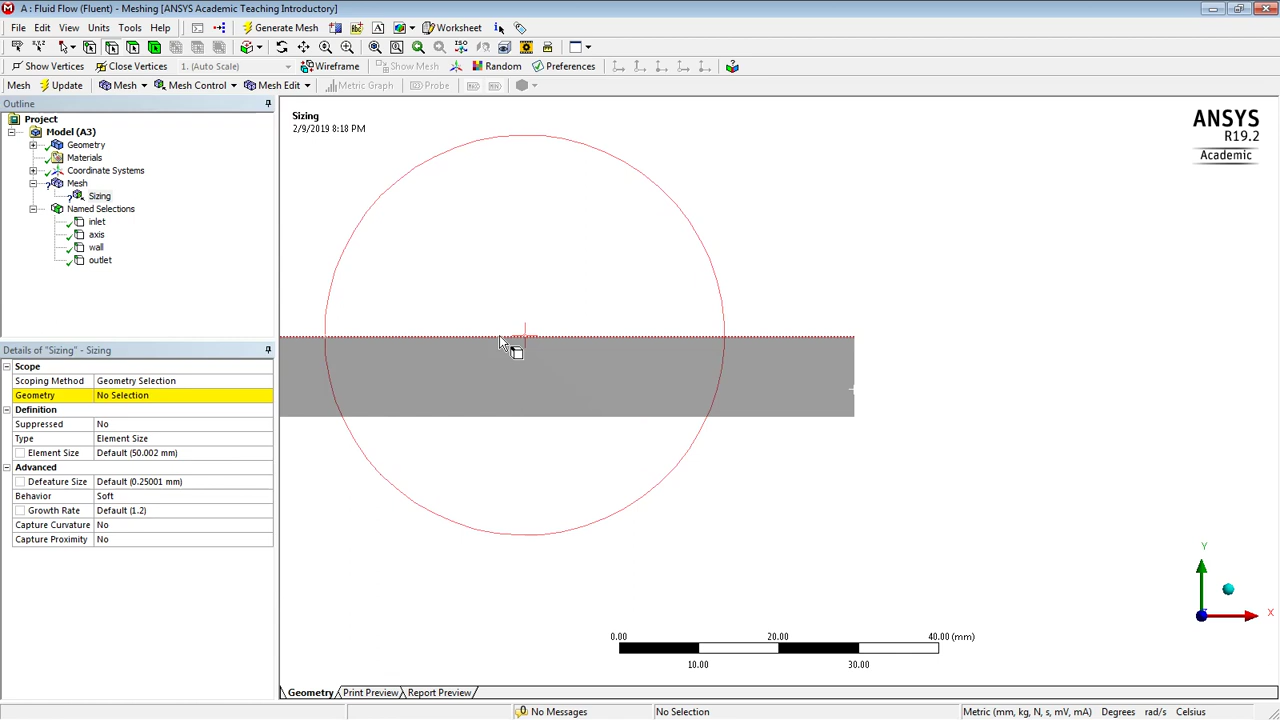 A : Fluid Flow (Fluent) - Meshing [ANSYS Academic Teaching Introductory]
File Edit View Units Tools Help Generate Mesh A Worksheet i
Show Vertices Close Vertices 1. (Auto Scale) Wireframe Show Mesh Random Preferences
Mesh Update Mesh Mesh Control Mesh Edit Metric Graph Probe
Outline
Project
Model (A3)
Geometry
Materials
Coordinate Systems
Mesh
Sizing
Named Selections
inlet
axis
wall
outlet
Details of "Sizing" - Sizing
Scope
Scoping Method Geometry Selection
Geometry No Selection
Definition
Suppressed No
Type Element Size
Element Size Default (50.002 mm)
Advanced
Defeature Size Default (0.25001 mm)
Behavior Soft
Growth Rate Default (1.2)
Capture Curvature No
Capture Proximity No
Sizing
2/9/2019 8:18 PM
ANSYS
R19.2
Academic
Y
X
0.00 20.00 40.00 (mm)
10.00 30.00
Geometry Print Preview Report Preview
No Messages No Selection Metric (mm, kg, N, s, mV, mA) Degrees rad/s Celsius